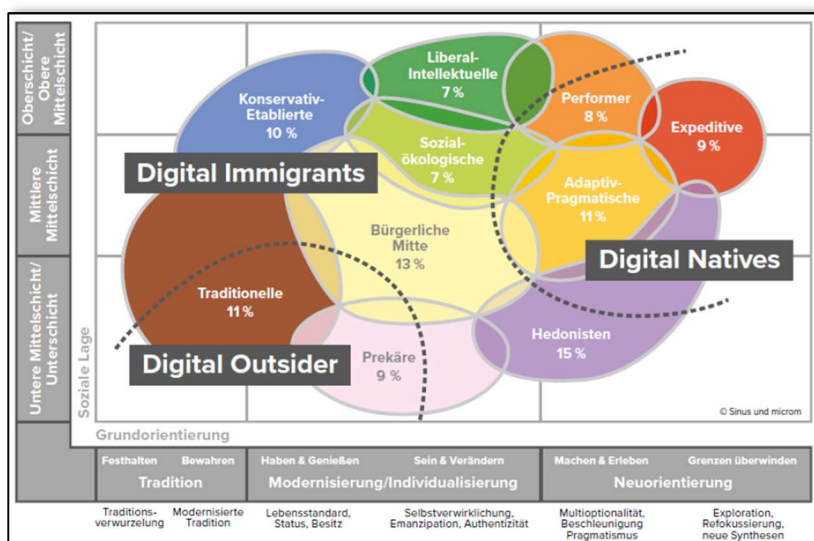 Oberschicht/
Obere
Mittelschicht
Mittlere
Mittelschicht
Untere Mittelschicht/
Unterschicht
Soziale Lage
Konservativ-
Etablierte
10 %
Liberal-
Intellektuelle
7 %
Performer
8 %
Expeditive
9 %
Sozial-
ökologische
7 %
Digital Immigrants
Adaptiv-
Pragmatische
11 %
Bürgerliche
Mitte
13 %
Digital Natives
Traditionelle
11 %
Hedonisten
15 %
Digital Outsider
Prekäre
9 %
© Sinus und microm
Grundorientierung
Festhalten
Bewahren
Haben & Genießen
Sein & Verändern
Machen & Erleben
Grenzen überwinden
Tradition
Modernisierung/Individualisierung
Neuorientierung
Traditions-
verwurzelung
Modernisierte
Tradition
Lebensstandard,
Status, Besitz
Selbstverwirklichung,
Emanzipation, Authentizität
Multioptionalität,
Beschleunigung
Pragmatismus
Exploration,
Refokussierung,
neue Synthesen